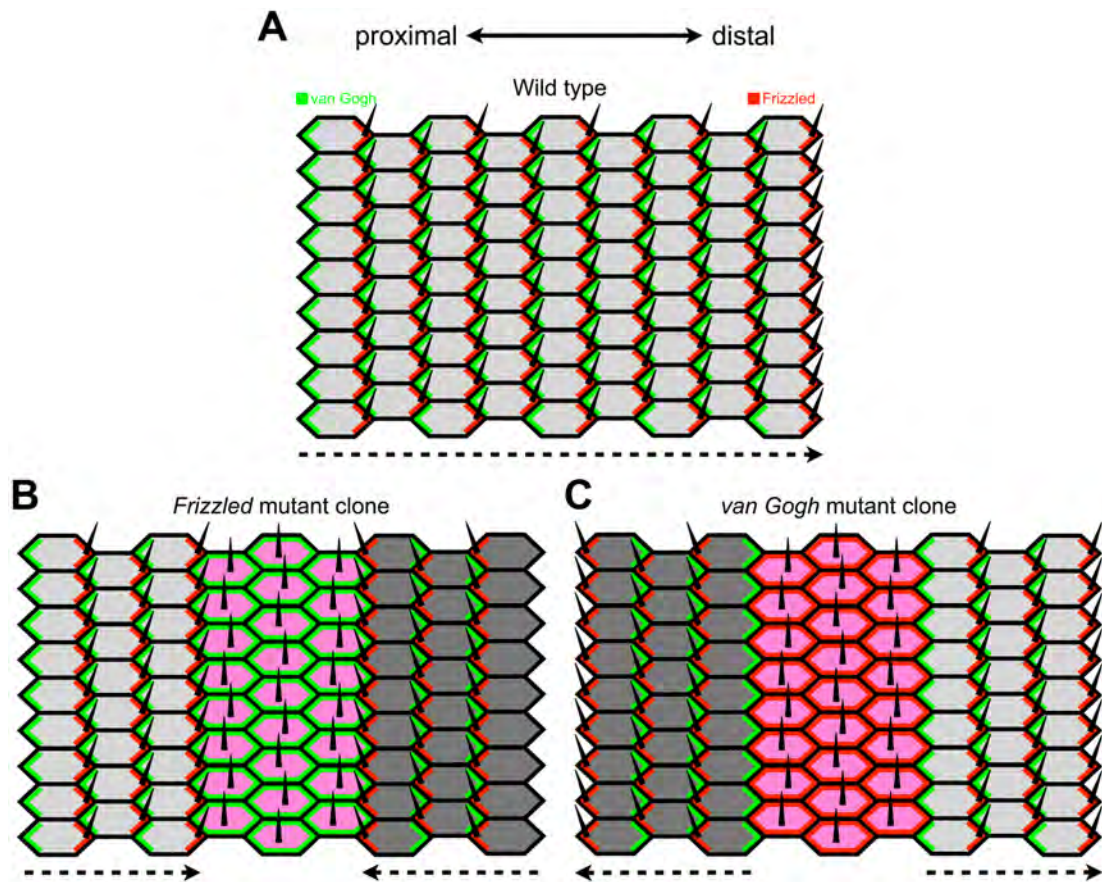 A
proximal distal
Wild type
van Gogh Frizzled
B
Frizzled mutant clone
C
van Gogh mutant clone